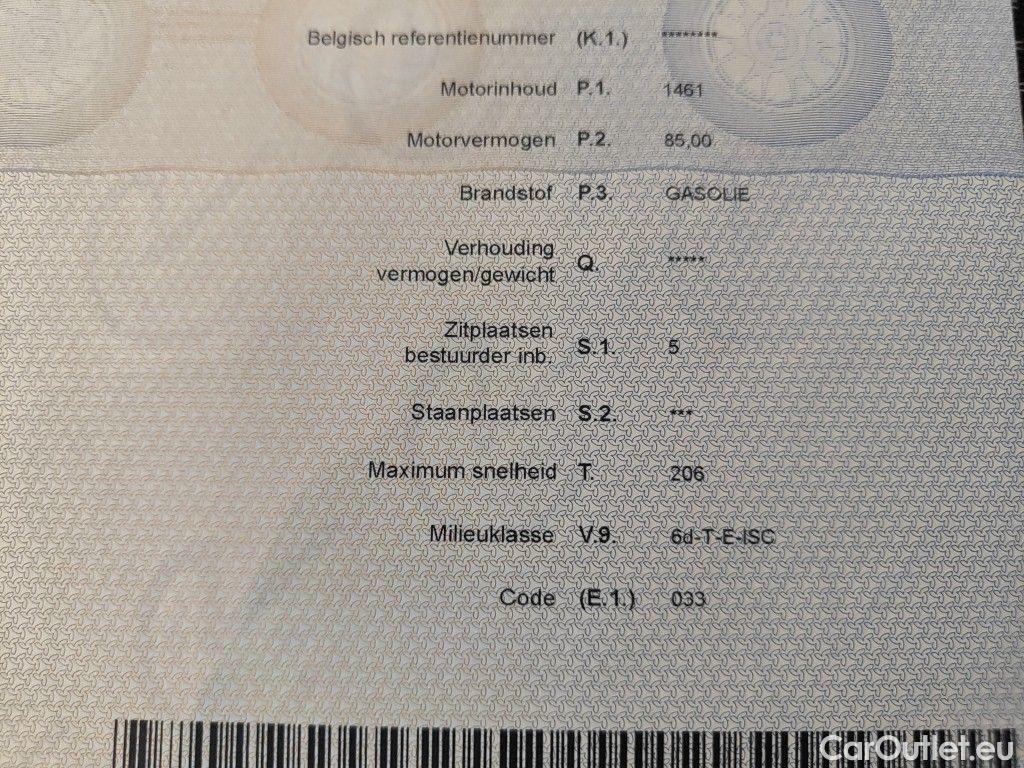 Belgisch referentienummer (K.1.) ********
Motorinhoud P.1. 1461
Motorvermogen P.2. 85,00
Brandstof P.3. GASOLIE
Verhouding
vermogen/gewicht Q. *****
Zitplaatsen
bestuurder inb. S.1. 5
Staanplaatsen S.2. ***
Maximum snelheid T. 206
Milieuklasse V.9. 6d-T-E-ISC
Code (E.1.) 033
CarOutlet.eu